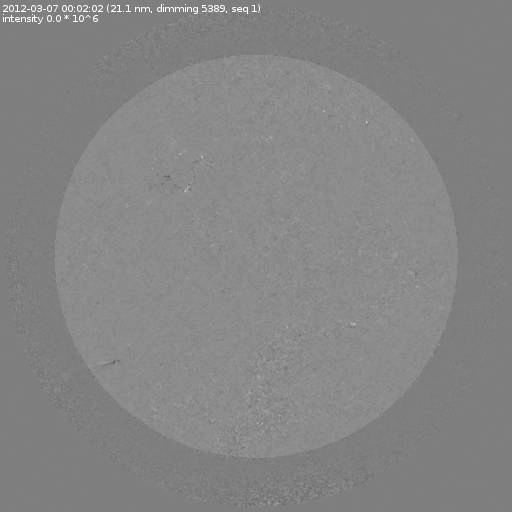 2012-03-07 00:02:02 (21.1 nm, dimming 5389, seq 1)
intensity 0.0 * 10^6